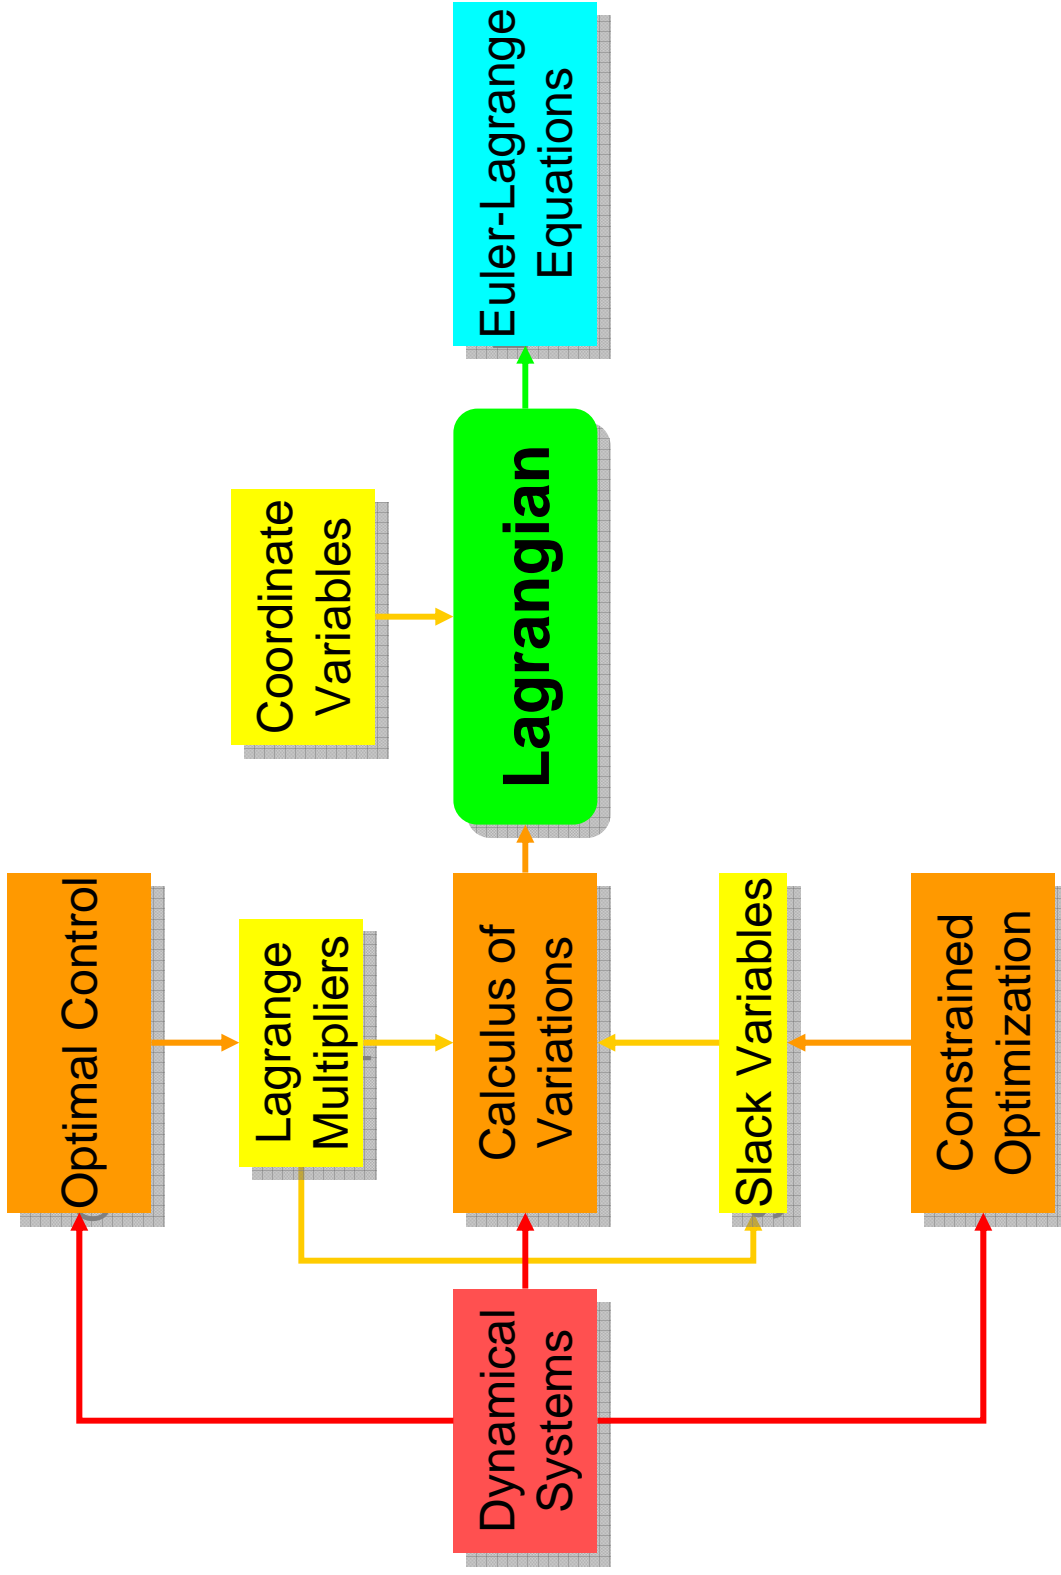 Dynamical
Systems
Optimal Control
Lagrange
Multipliers
Calculus of
Variations
Slack Variables
Constrained
Optimization
Coordinate
Variables
Lagrangian
Euler-Lagrange
Equations